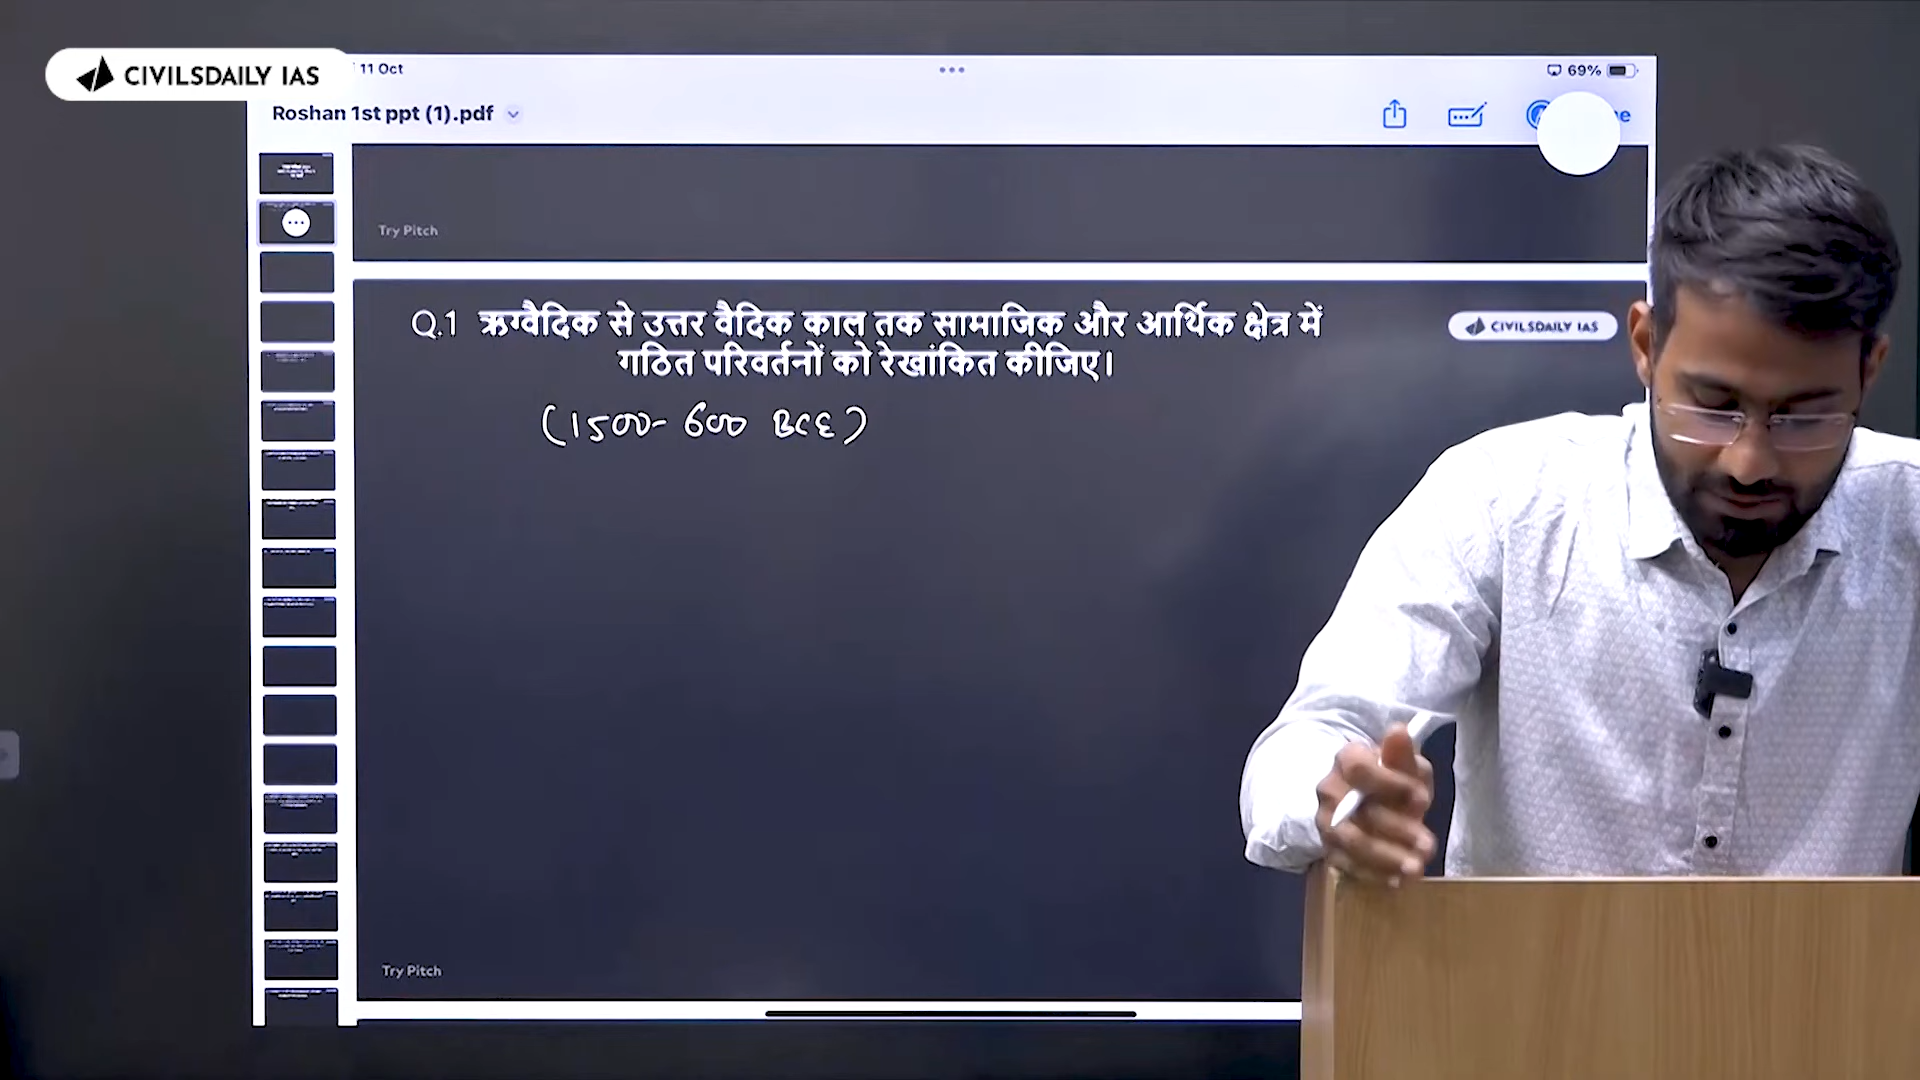 CIVILSDAILY IAS
11 Oct
69%
Roshan 1st ppt (1).pdf
Try Pitch
Q.1 ऋग्वैदिक से उत्तर वैदिक काल तक सामाजिक और आर्थिक क्षेत्र में
गठित परिवर्तनों को रेखांकित कीजिए।
CIVILSDAILY IAS
(1500- 600 BCE)
Try Pitch